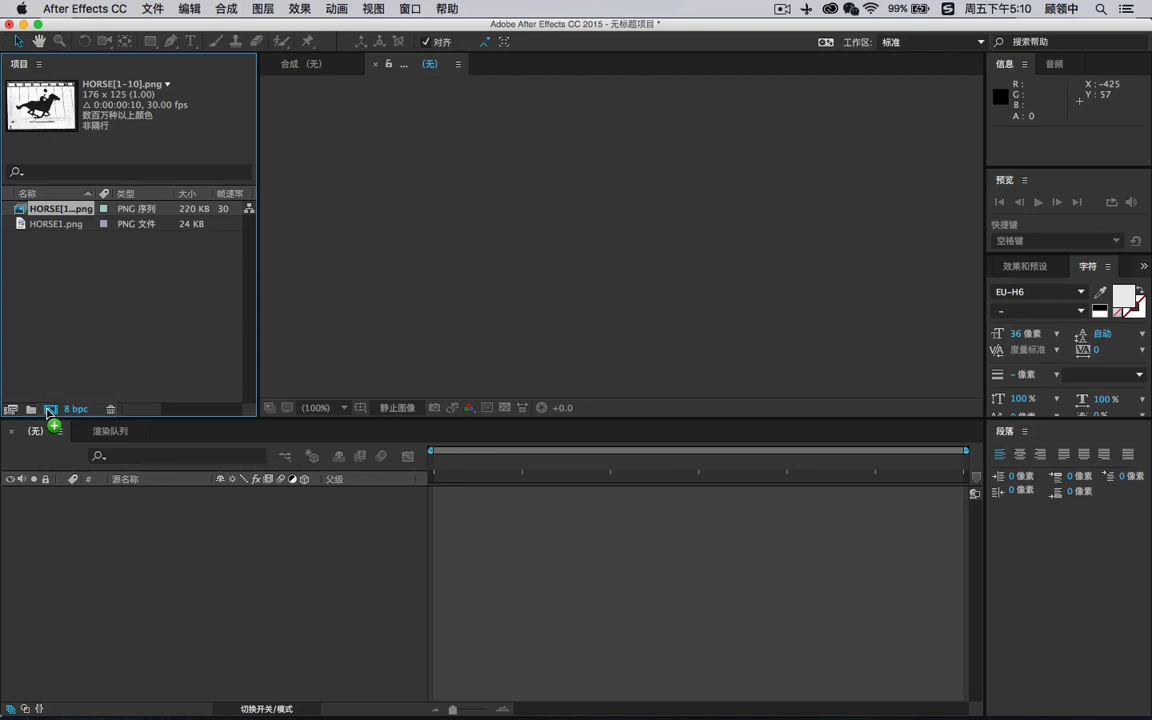 After Effects CC 文件 编辑 合成 图层 效果 动画 视图 窗口 帮助 99% 周五下午5:10 顾领中
Adobe After Effects CC 2015 - 无标题项目 *
对齐 工作区: 标准 搜索帮助
项目 合成 (无) ... (无) 信息 音频
HORSE[1-10].png
176 x 125 (1.00)
Δ 0:00:00:10, 30.00 fps
数百万种以上颜色
非隔行
R :
G :
B :
A : 0
X : -425
Y : 57
预览
快捷键
空格键
名称 类型 大小 帧速率
HORSE[1...png PNG 序列 220 KB 30
HORSE1.png PNG 文件 24 KB
效果和预设 字符
EU-H6
-
36 像素 自动
度量标准 0
- 像素
100 % 100 %
8 bpc (100%) 静止图像 +0.0
(无) 渲染队列 段落
# 源名称 父级
0 像素 0 像素 0 像素
0 像素 0 像素
切换开关/模式